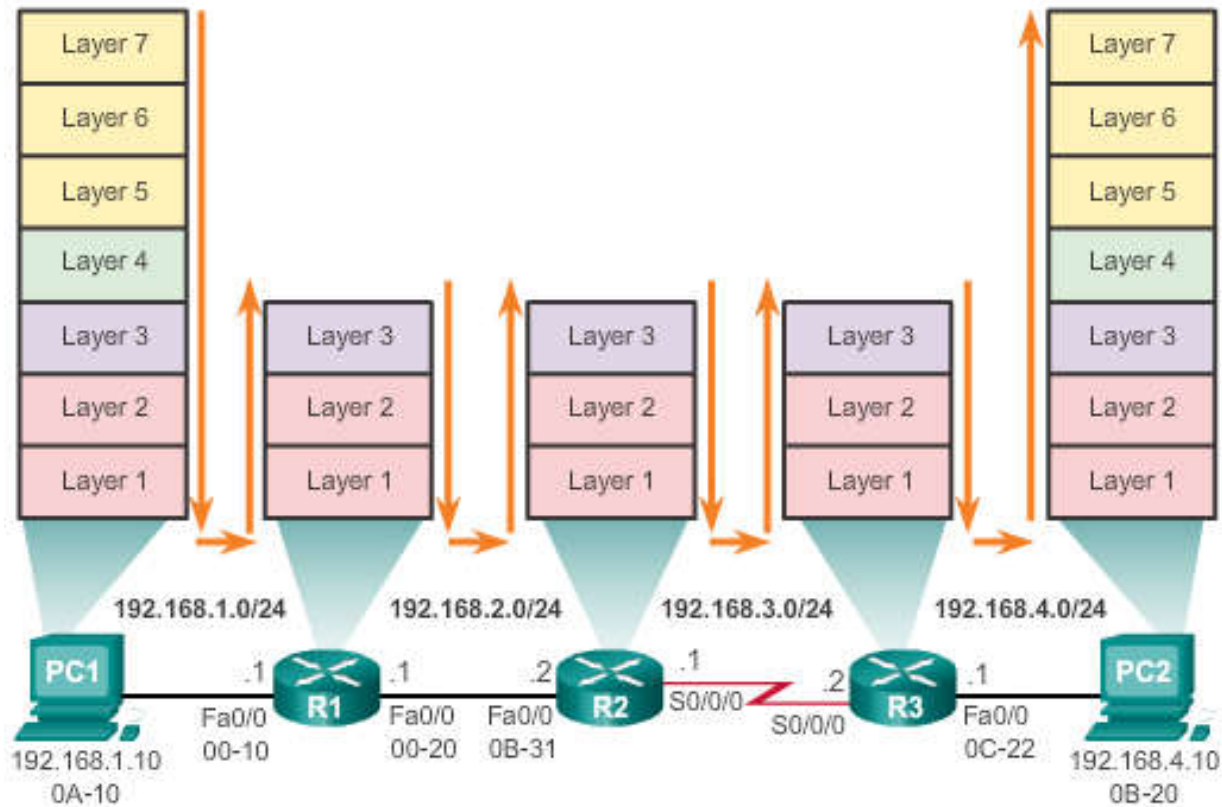 Layer 7
Layer 6
Layer 5
Layer 4
Layer 3
Layer 2
Layer 1
Layer 3
Layer 2
Layer 1
Layer 3
Layer 2
Layer 1
Layer 3
Layer 2
Layer 1
Layer 7
Layer 6
Layer 5
Layer 4
Layer 3
Layer 2
Layer 1
192.168.1.0/24
192.168.2.0/24
192.168.3.0/24
192.168.4.0/24
PC1
192.168.1.10
0A-10
.1
Fa0/0
00-10
R1
.1
Fa0/0
00-20
.2
Fa0/0
0B-31
R2
.1
S0/0/0
.2
S0/0/0
R3
.1
Fa0/0
0C-22
PC2
192.168.4.10
0B-20